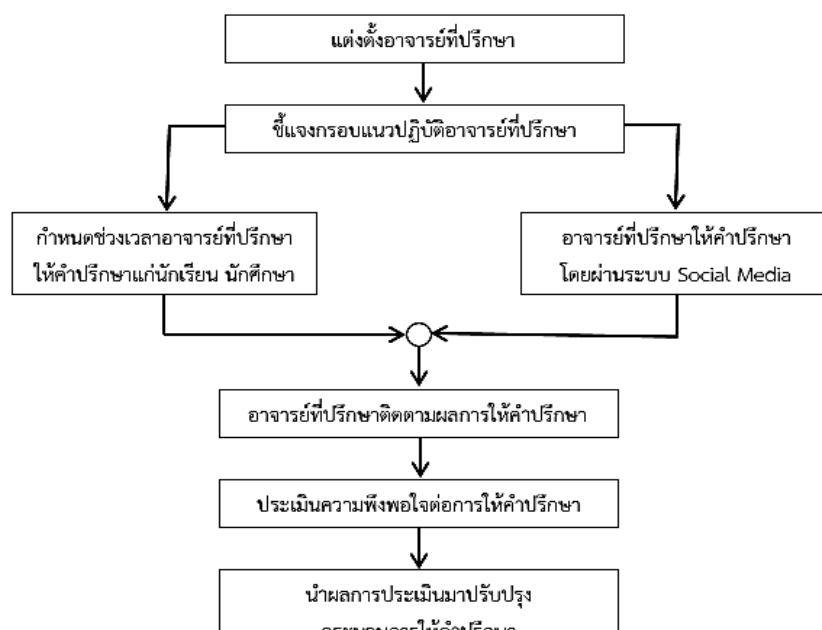 แต่งตั้งอาจารย์ที่ปรึกษา
ชี้แจงกรอบแนวปฏิบัติอาจารย์ที่ปรึกษา
กำหนดช่วงเวลาอาจารย์ที่ปรึกษา
ให้คำปรึกษาแก่นักเรียน นักศึกษา
อาจารย์ที่ปรึกษาให้คำปรึกษา
โดยผ่านระบบ Social Media
อาจารย์ที่ปรึกษาติดตามผลการให้คำปรึกษา
ประเมินความพึงพอใจต่อการให้คำปรึกษา
นำผลการประเมินมาปรับปรุง